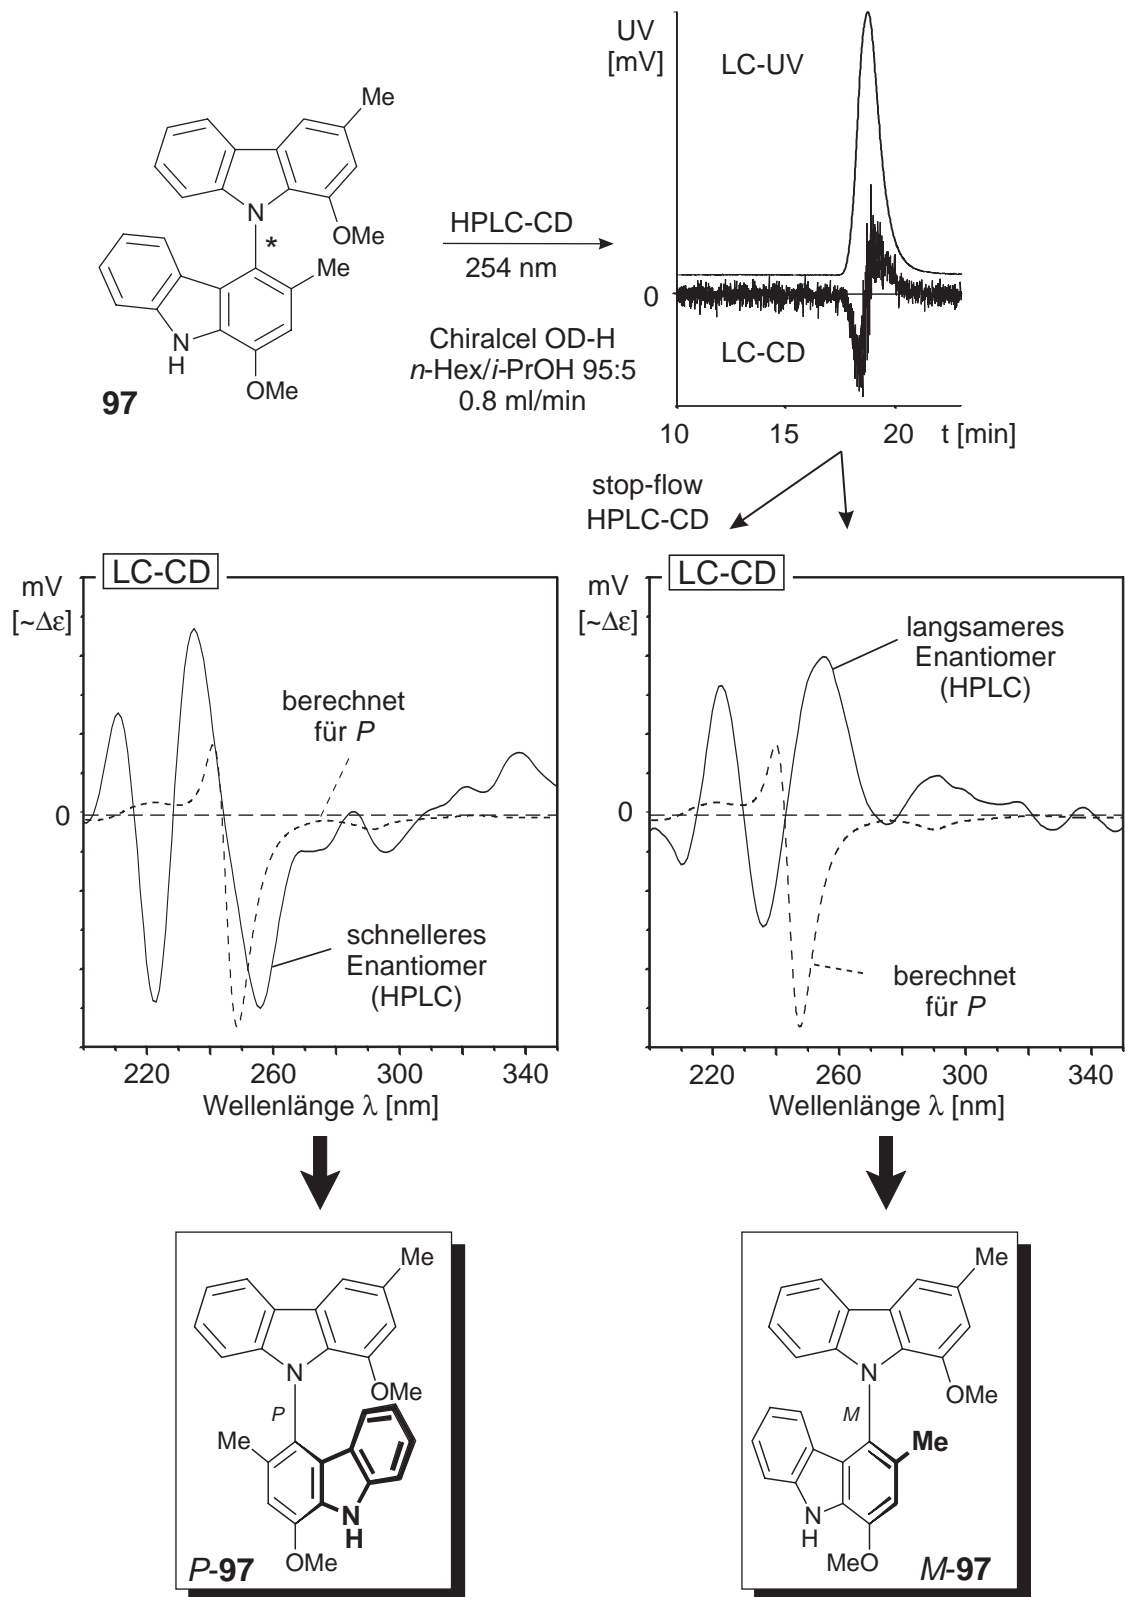 UV
[mV]
LC-UV
Me
N
OMe
*
Me
N
H
OMe
97
HPLC-CD
254 nm
Chiralcel OD-H
n-Hex/i-PrOH 95:5
0.8 ml/min
0
LC-CD
10 15 20 t [min]
stop-flow
HPLC-CD
LC-CD
mV
[~Δε]
berechnet
für P
0
schnelleres
Enantiomer
(HPLC)
220 260 300 340
Wellenlänge λ [nm]
LC-CD
mV
[~Δε]
langsameres
Enantiomer
(HPLC)
0
berechnet
für P
220 260 300 340
Wellenlänge λ [nm]
Me
N
OMe
P
Me
N
H
OMe
P-97
Me
N
OMe
M
Me
N
H
MeO
M-97